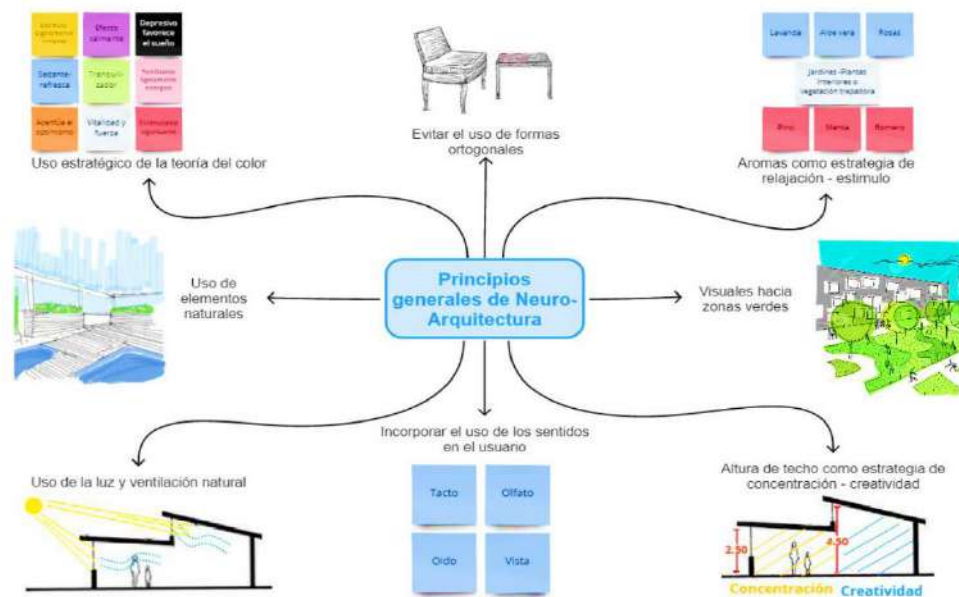 Efecto
calmante
Depresivo
favorece
el sueño
Sedante-
refresca
Tranquili-
zador
Acentúa el
optimismo
Vitalidad y
fuerza
Uso estratégico de la teoría del color
Evitar el uso de formas
ortogonales
Lavanda
Aloe vera
Rosas
Jardines -Plantas
interiores o
vegetación trepadora
Pino
Menta
Romero
Aromas como estrategia de
relajación - estimulo
Uso de
elementos
naturales
Principios
generales de Neuro-
Arquitectura
Visuales hacia
zonas verdes
Uso de la luz y ventilación natural
Incorporar el uso de los sentidos
en el usuario
Tacto
Olfato
Oido
Vista
Altura de techo como estrategia de
concentración - creatividad
2.50
4.50
Concentración
Creatividad